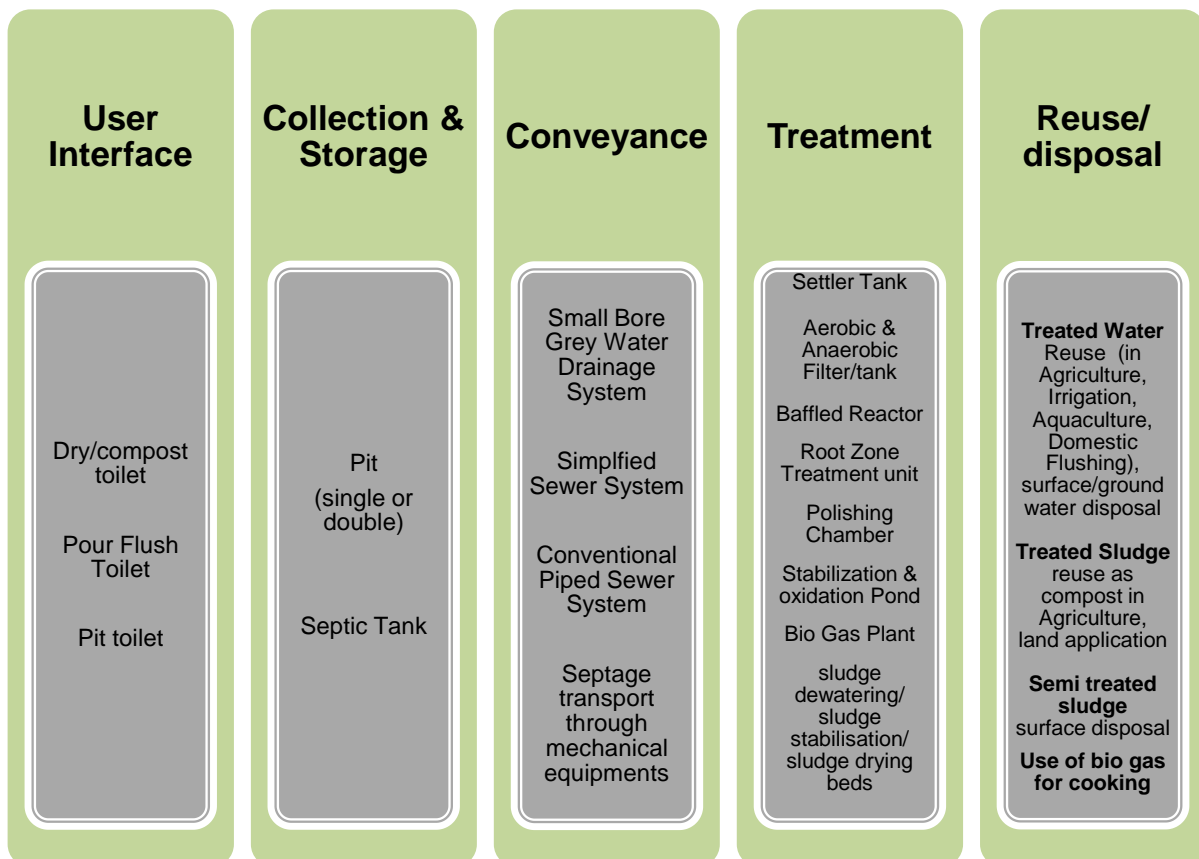 User
Interface
Dry/compost
toilet
Pour Flush
Toilet
Pit toilet
Collection &
Storage
Pit
(single or
double)
Septic Tank
Conveyance
Small Bore
Grey Water
Drainage
System
Simplfied
Sewer System
Conventional
Piped Sewer
System
Septage
transport
through
mechanical
equipments
Treatment
Settler Tank
Aerobic &
Anaerobic
Filter/tank
Baffled Reactor
Root Zone
Treatment unit
Polishing
Chamber
Stabilization &
oxidation Pond
Bio Gas Plant
sludge
dewatering/
sludge
stabilisation/
sludge drying
beds
Reuse/
disposal
Treated Water
Reuse (in
Agriculture,
Irrigation,
Aquaculture,
Domestic
Flushing),
surface/ground
water disposal
Treated Sludge
reuse as
compost in
Agriculture,
land application
Semi treated
sludge
surface disposal
Use of bio gas
for cooking